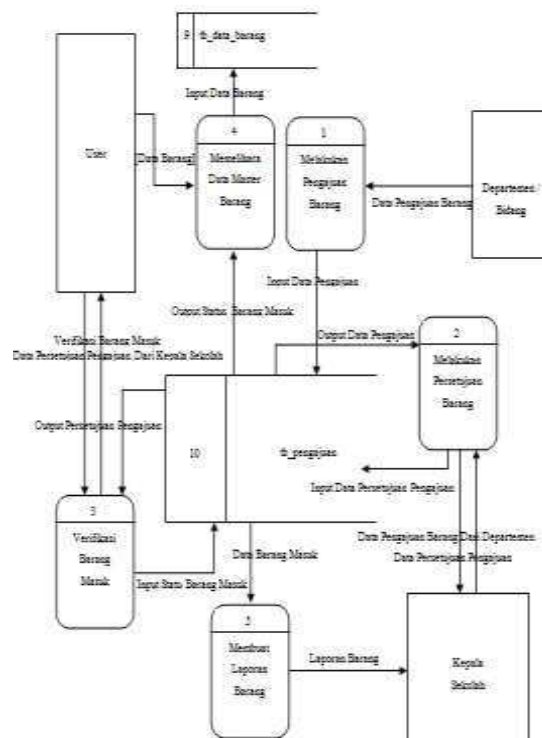 9 tb_data_barang
Input Data Barang
4
Memelihara
Data Master
Barang
1
Melakukan
Pengajuan
Barang
User
[Data Barang]
Departemen /
Bidang
Data Pengajuan Barang
Input Data Pengajuan
Output Status Barang Masuk
Output Data Pengajuan
2
Melakukan
Persetujuan
Barang
Verifikasi Barang Masuk
Data Persetujuan Pengajuan Dari Kepala Sekolah
Output Persetujuan Pengajuan
10
tb_pengajuan
Input Data Persetujuan Pengajuan
3
Verifikasi
Barang
Masuk
Input Statu Barang Masuk
Data Barang Masuk
Data Pengajuan Barang Dari Departemen
Data Persetujuan Pengajuan
5
Membuat
Laporan
Barang
Laporan Barang
Kepala
Sekolah